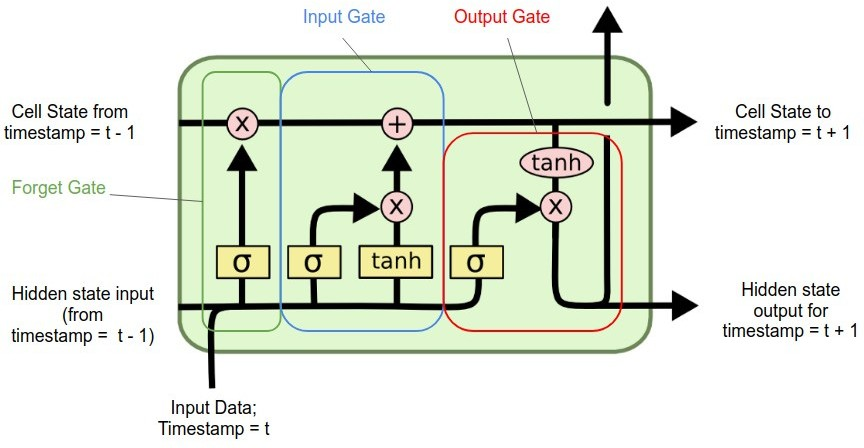 Input Gate
Output Gate
Cell State from
timestamp = t - 1
x
+
Cell State to
timestamp = t + 1
tanh
Forget Gate
x
x
σ
σ
tanh
σ
Hidden state input
(from
timestamp = t - 1)
Hidden state
output for
timestamp = t + 1
Input Data;
Timestamp = t